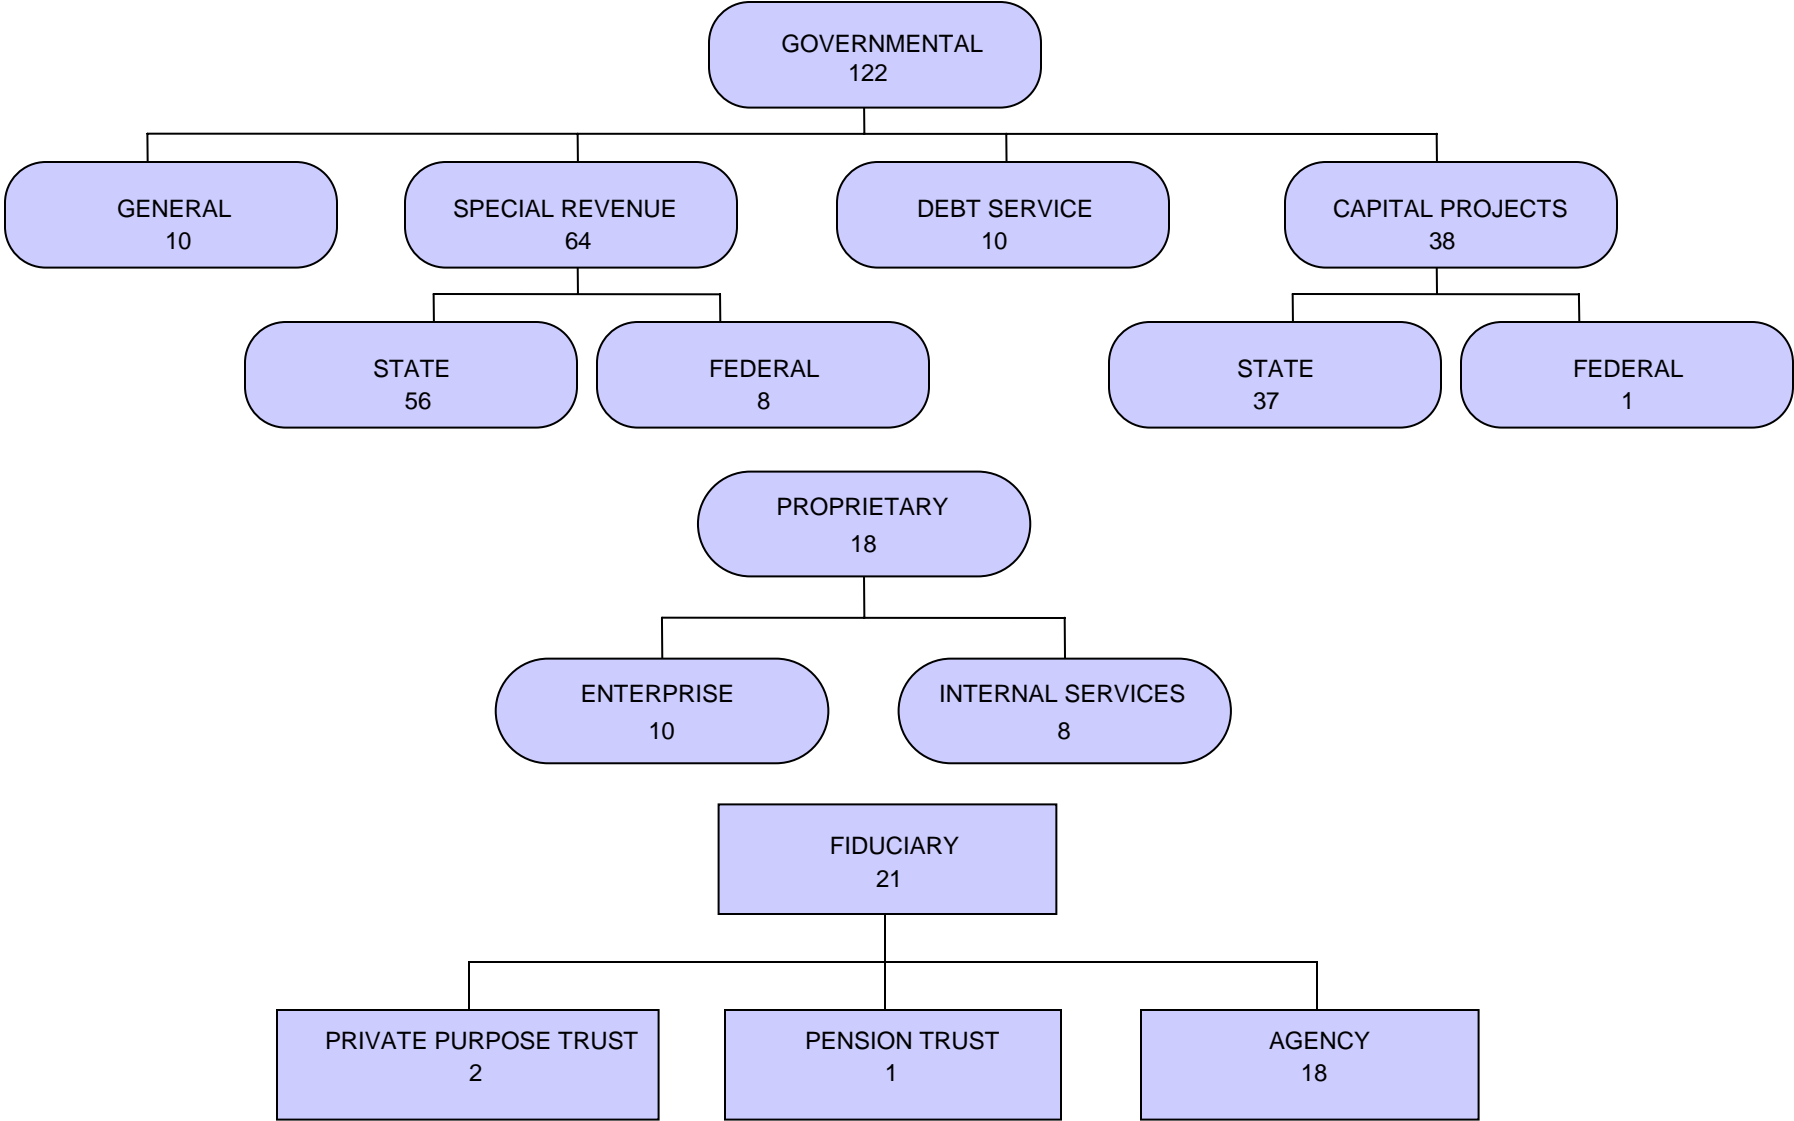 GOVERNMENTAL
122
GENERAL
10
SPECIAL REVENUE
64
DEBT SERVICE
10
CAPITAL PROJECTS
38
STATE
56
FEDERAL
8
STATE
37
FEDERAL
1
PROPRIETARY
18
ENTERPRISE
10
INTERNAL SERVICES
8
FIDUCIARY
21
PRIVATE PURPOSE TRUST
2
PENSION TRUST
1
AGENCY
18